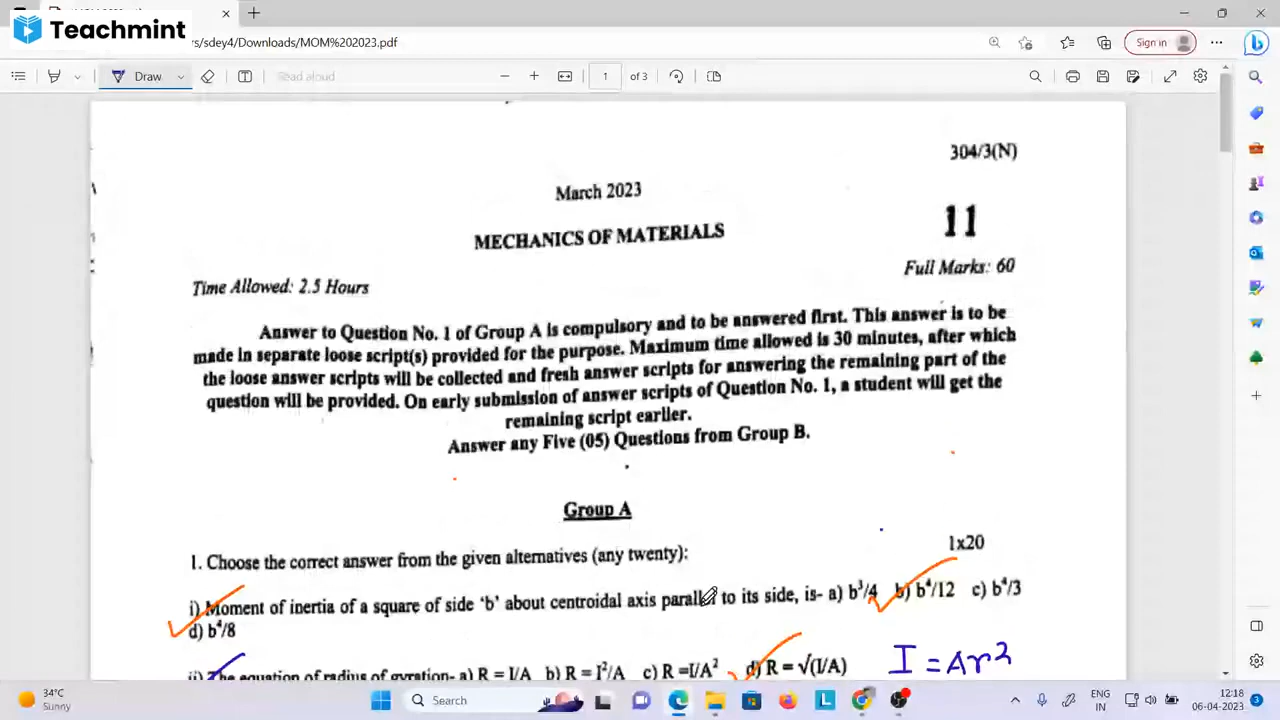 Teachmint
rs/sdey4/Downloads/MOM%202023.pdf
Sign in
Draw
Read aloud
1 of 3
304/3(N)
March 2023
11
MECHANICS OF MATERIALS
Full Marks: 60
Time Allowed: 2.5 Hours
Answer to Question No. 1 of Group A is compulsory and to be answered first. This answer is to be
made in separate loose script(s) provided for the purpose. Maximum time allowed is 30 minutes, after which
the loose answer scripts will be collected and fresh answer scripts for answering the remaining part of the
question will be provided. On early submission of answer scripts of Question No. 1, a student will get the
remaining script earlier.
Answer any Five (05) Questions from Group B.
Group A
1x20
1. Choose the correct answer from the given alternatives (any twenty):
i) Moment of inertia of a square of side 'b' about centroidal axis parallel to its side, is- a) b³/4 b) b⁴/12 c) b⁴/3
d) b⁴/8
ii) The equation of radius of gyration- a) R = I/A b) R = I²/A c) R =I/A² d) R = √(I/A)
I = Ar²
34°C
Sunny
Search
ENG
IN
12:18
06-04-2023